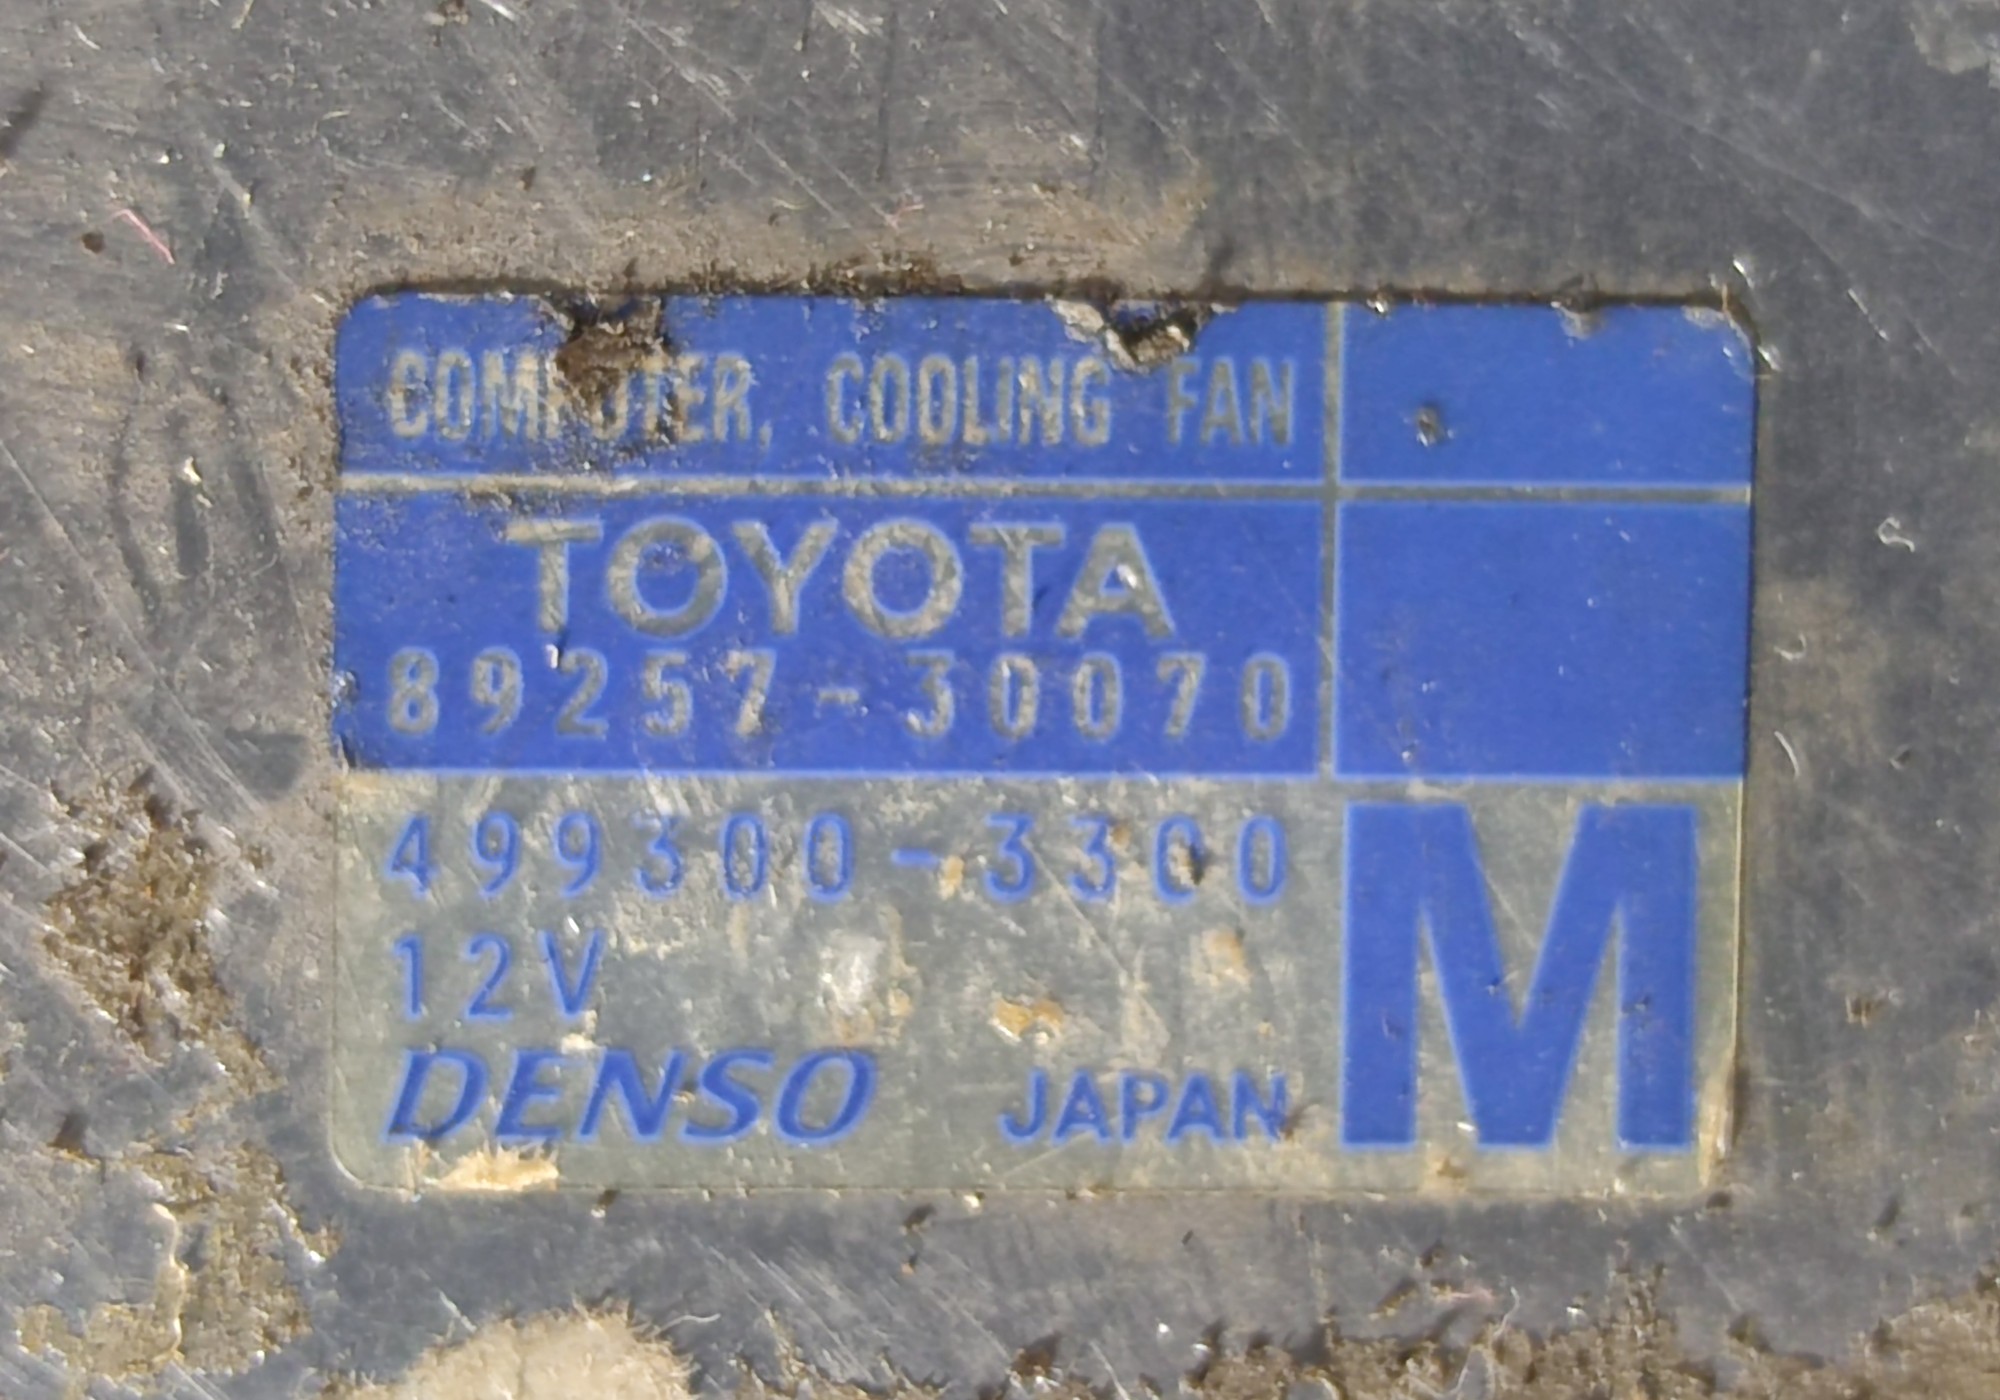 COMPUTER, COOLING FAN
TOYOTA
89257-30070
499300-3300
12V
DENSO JAPAN
M